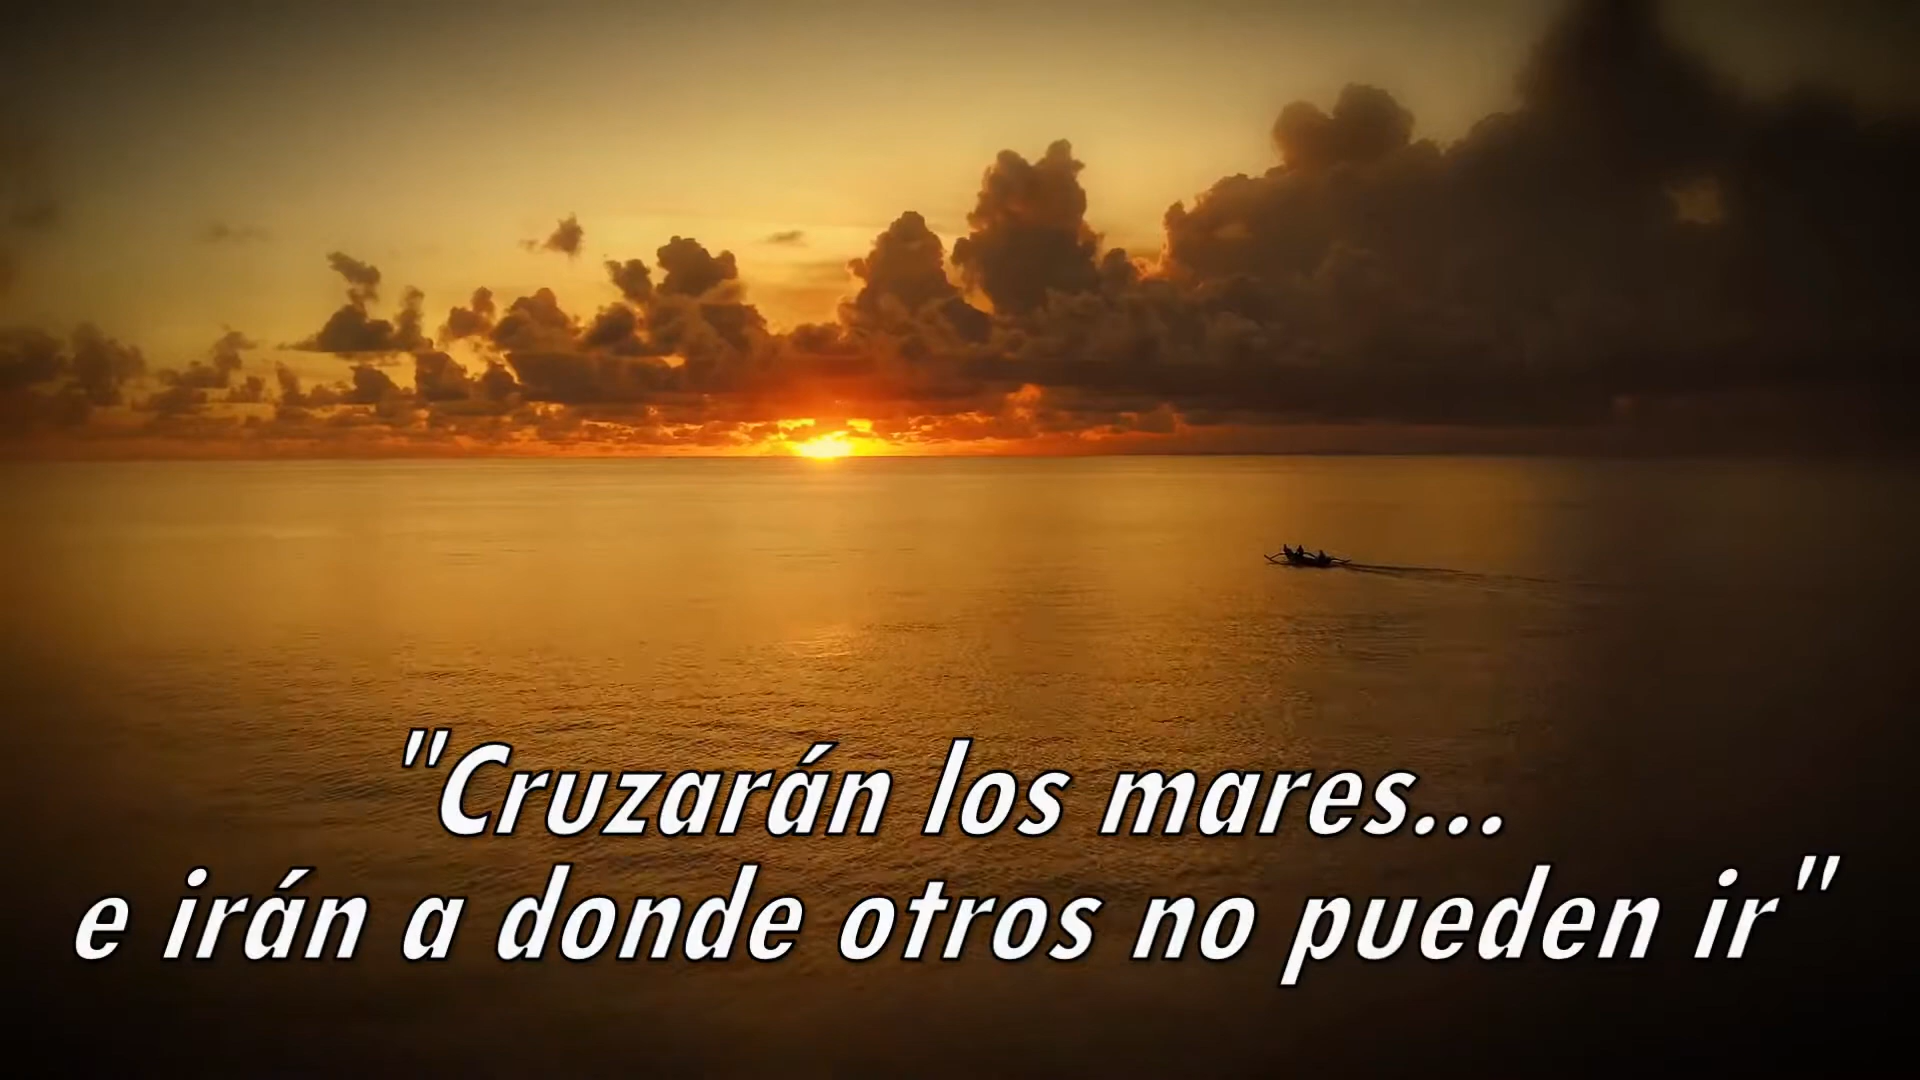 "Cruzarán los mares...
e irán a donde otros no pueden ir"